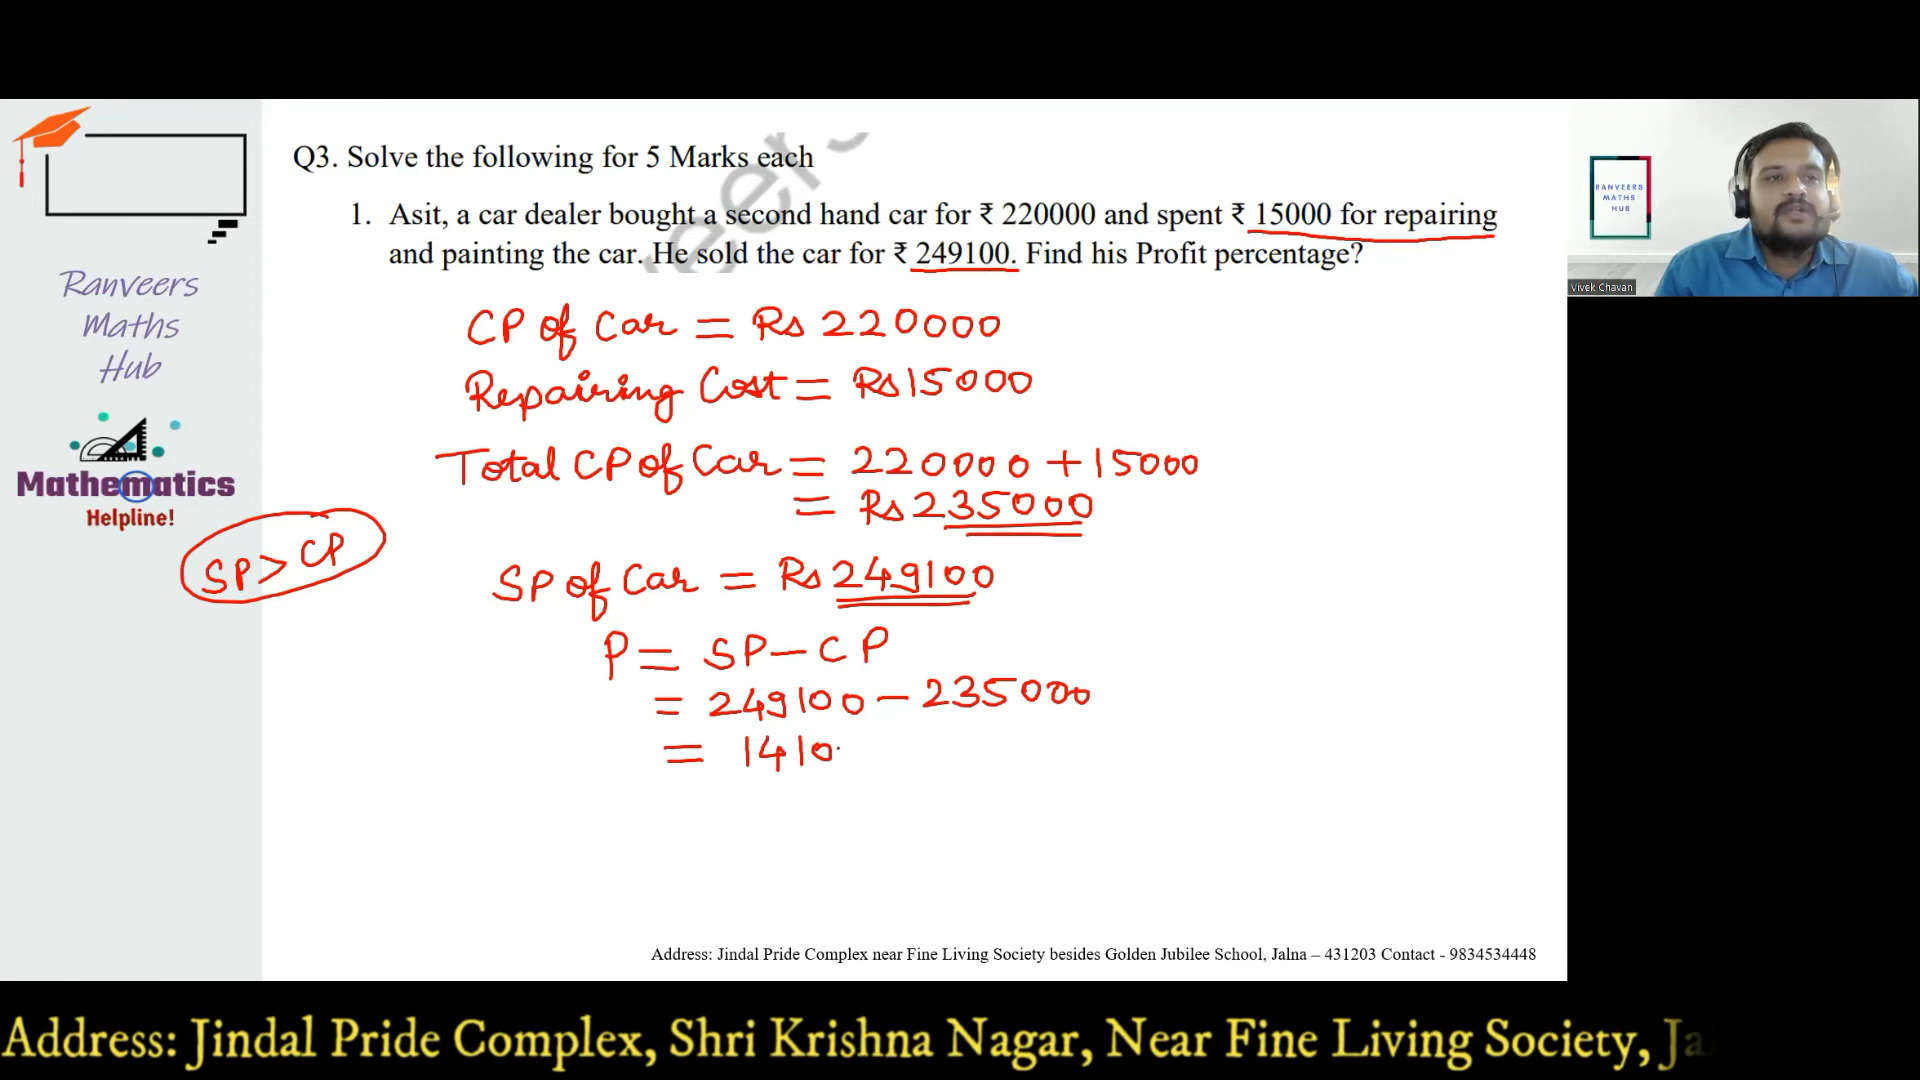 Q3. Solve the following for 5 Marks each
1. Asit, a car dealer bought a second hand car for ₹ 220000 and spent ₹ 15000 for repairing
and painting the car. He sold the car for ₹ 249100. Find his Profit percentage?
CP of Car = Rs 220000
Repairing Cost = Rs 15000
Total CP of Car = 220000 + 15000
= Rs 235000
SP > CP
SP of Car = Rs 249100
P = SP - CP
= 249100 - 235000
= 1410
Ranveers
Maths
Hub
Mathematics
Helpline!
RANVEERS
MATHS
HUB
Vivek Chavan
Address: Jindal Pride Complex near Fine Living Society besides Golden Jubilee School, Jalna – 431203 Contact - 9834534448
Address: Jindal Pride Complex, Shri Krishna Nagar, Near Fine Living Society, Ja